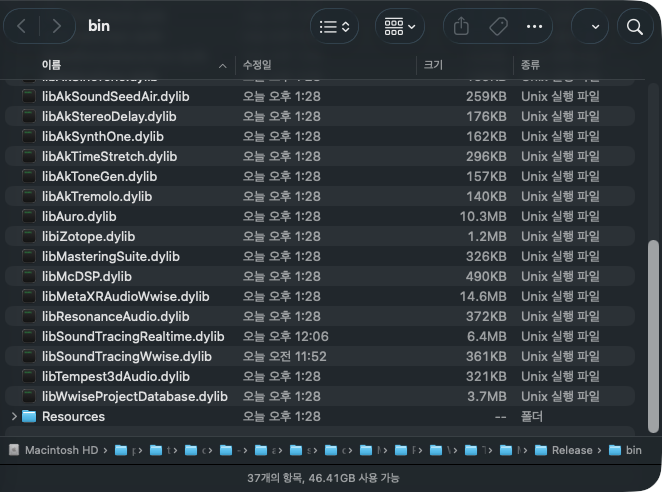 bin
이름 수정일 크기 종류
libAkSoundSeedAir.dylib 오늘 오후 1:28 259KB Unix 실행 파일
libAkStereoDelay.dylib 오늘 오후 1:28 176KB Unix 실행 파일
libAkSynthOne.dylib 오늘 오후 1:28 162KB Unix 실행 파일
libAkTimeStretch.dylib 오늘 오후 1:28 296KB Unix 실행 파일
libAkToneGen.dylib 오늘 오후 1:28 157KB Unix 실행 파일
libAkTremolo.dylib 오늘 오후 1:28 140KB Unix 실행 파일
libAuro.dylib 오늘 오후 1:28 10.3MB Unix 실행 파일
libiZotope.dylib 오늘 오후 1:28 1.2MB Unix 실행 파일
libMasteringSuite.dylib 오늘 오후 1:28 326KB Unix 실행 파일
libMcDSP.dylib 오늘 오후 1:28 490KB Unix 실행 파일
libMetaXRAudioWwise.dylib 오늘 오후 1:28 14.6MB Unix 실행 파일
libResonanceAudio.dylib 오늘 오후 1:28 372KB Unix 실행 파일
libSoundTracingRealtime.dylib 오늘 오후 12:06 6.4MB Unix 실행 파일
libSoundTracingWwise.dylib 오늘 오전 11:52 361KB Unix 실행 파일
libTempest3dAudio.dylib 오늘 오후 1:28 321KB Unix 실행 파일
libWwiseProjectDatabase.dylib 오늘 오후 1:28 3.7MB Unix 실행 파일
Resources 오늘 오후 1:28 -- 폴더
Macintosh HD › Release › bin
37개의 항목, 46.41GB 사용 가능